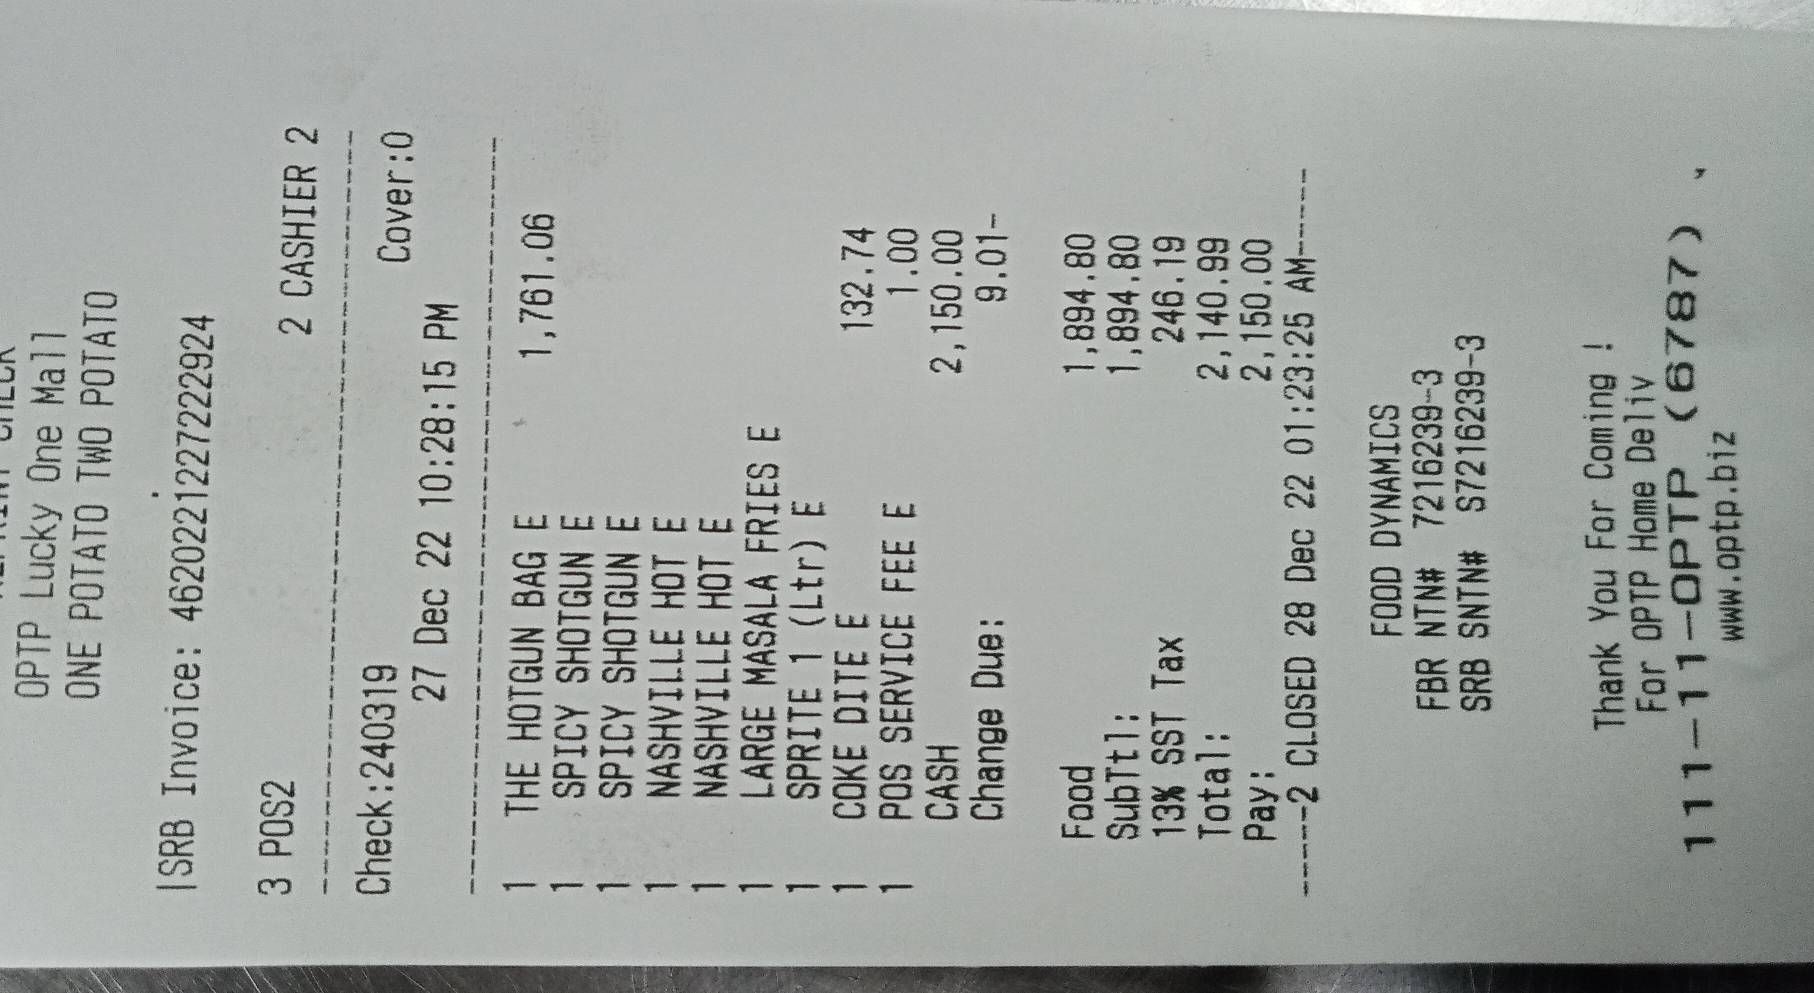 OPTP Lucky One Mall
ONE POTATO TWO POTATO
SRB Invoice: 462022122722​2924
3 POS2 2 CASHIER 2
Check:240319 Cover:0
27 Dec 22 10:28:15 PM
1 THE HOTGUN BAG E 1,761.06
1 SPICY SHOTGUN E
1 SPICY SHOTGUN E
1 NASHVILLE HOT E
1 NASHVILLE HOT E
1 LARGE MASALA FRIES E
1 SPRITE 1 (Ltr) E
1 COKE DITE E 132.74
1 POS SERVICE FEE E 1.00
CASH 2,150.00
Change Due: 9.01-
Food 1,894.80
SubTtl: 1,894.80
13% SST Tax 246.19
Total: 2,140.99
Pay: 2,150.00
-----2 CLOSED 28 Dec 22 01:23:25 AM------
FOOD DYNAMICS
FBR NTN# 7216239-3
SRB SNTN# S7216239-3
Thank You For Coming !
For OPTP Home Deliv
111-11-OPTP (6787)
www.optp.biz